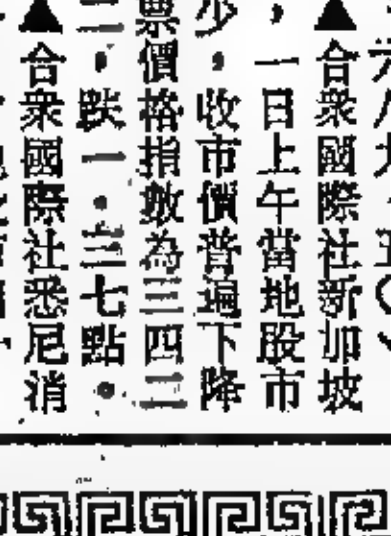 ▲合衆國際社新加坡
，一日上午當地股市
少。收市價普遍下降
票價格指數為三四二
二，跌一．三七點。
▲合衆國際社悉尼消